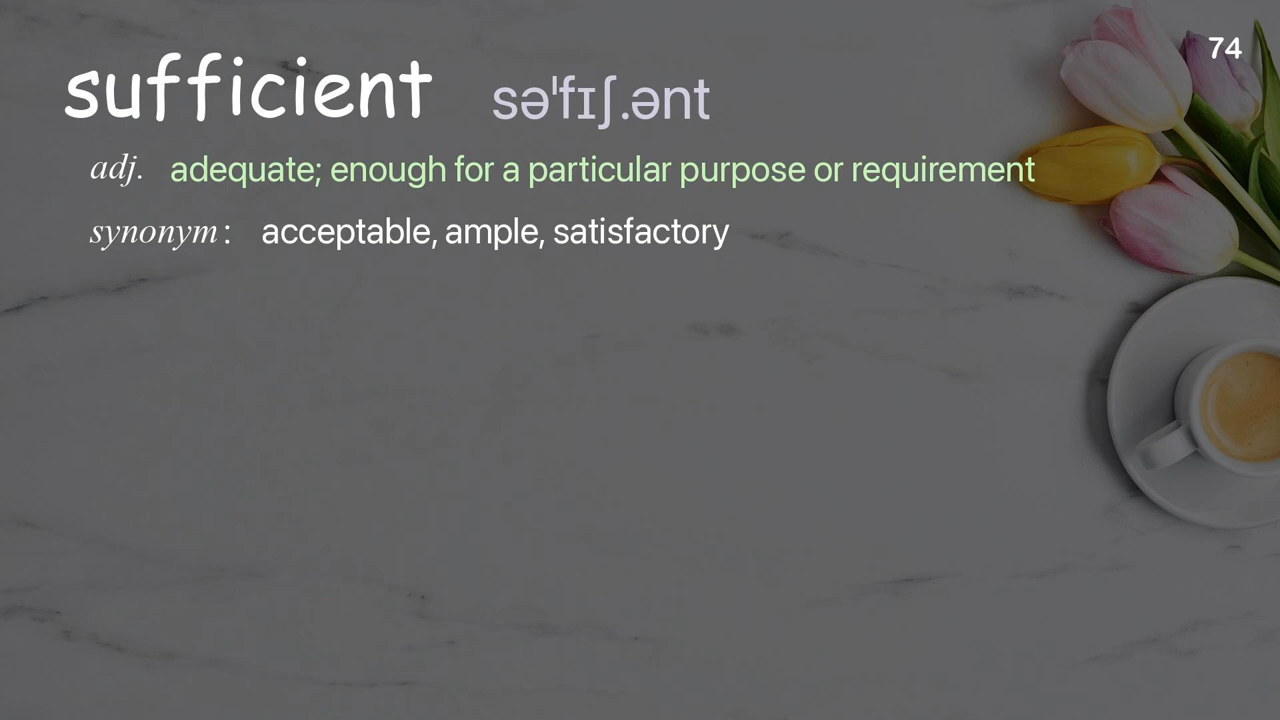 74
sufficient səˈfɪʃ.ənt
adj. adequate; enough for a particular purpose or requirement
synonym: acceptable, ample, satisfactory